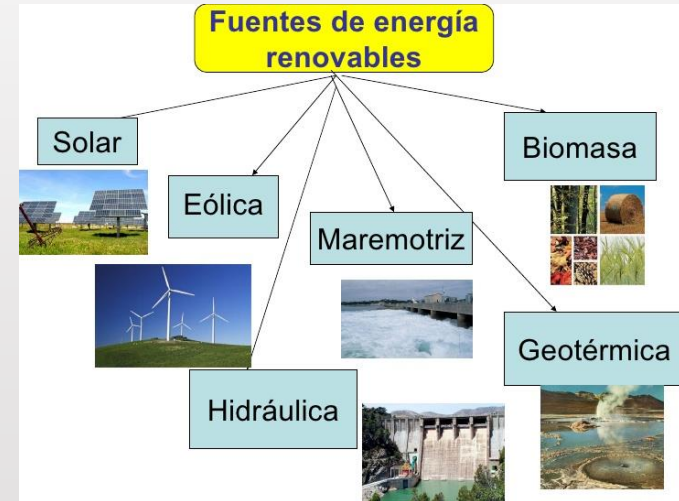 Fuentes de energía
renovables
Solar
Biomasa
Eólica
Maremotriz
Geotérmica
Hidráulica